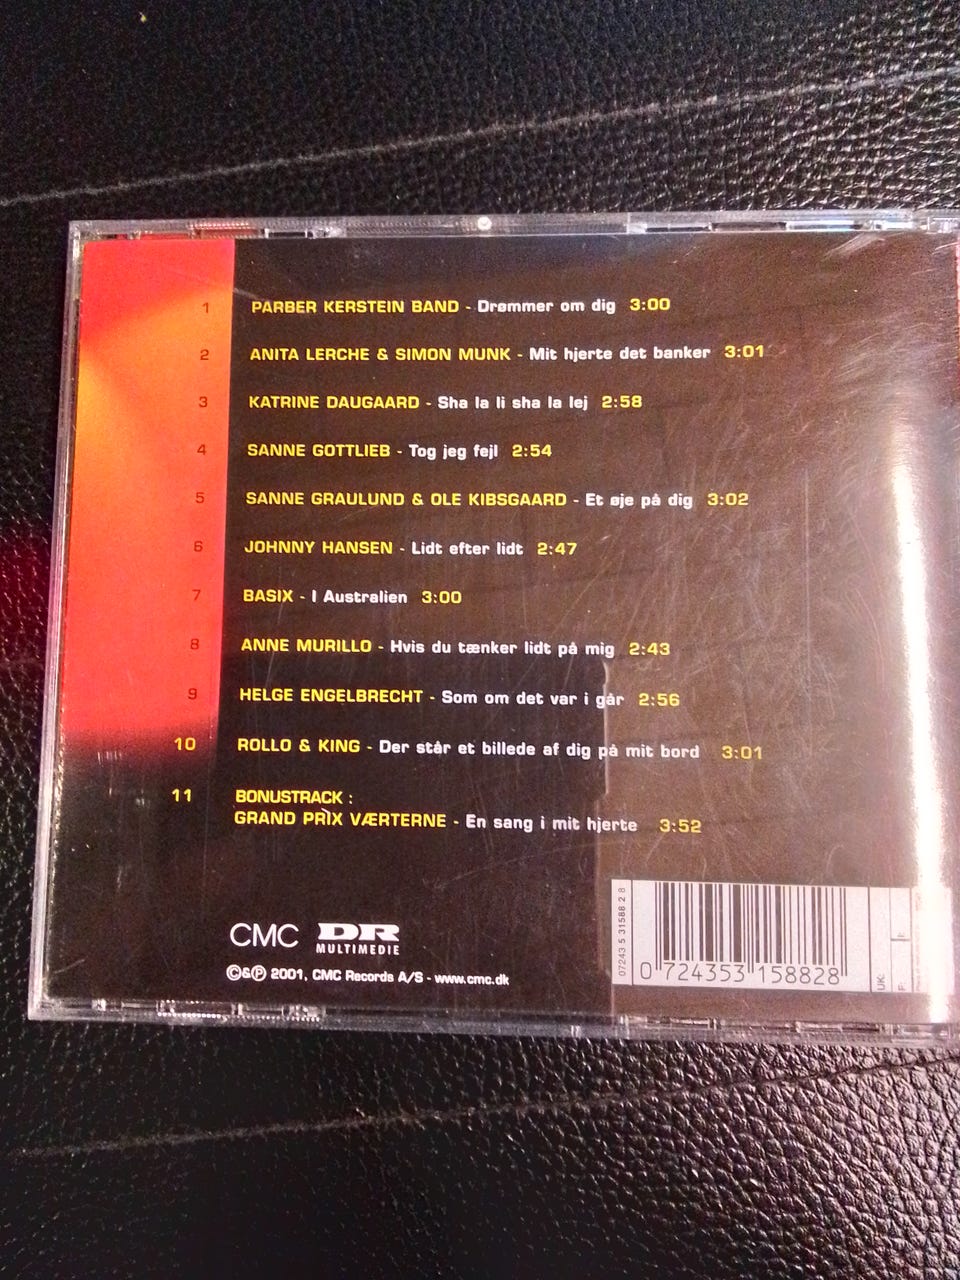 1 PARBER KERSTEIN BAND - Drømmer om dig 3:00
2 ANITA LERCHE & SIMON MUNK - Mit hjerte det banker 3:01
3 KATRINE DAUGAARD - Sha la li sha la lej 2:58
4 SANNE GOTTLIEB - Tog jeg fejl 2:54
5 SANNE GRAULUND & OLE KIBSGAARD - Et øje på dig 3:02
6 JOHNNY HANSEN - Lidt efter lidt 2:47
7 BASIX - I Australien 3:00
8 ANNE MURILLO - Hvis du tænker lidt på mig 2:43
9 HELGE ENGELBRECHT - Som om det var i går 2:56
10 ROLLO & KING - Der står et billede af dig på mit bord 3:01
11 BONUSTRACK :
GRAND PRIX VÆRTERNE - En sang i mit hjerte 3:52
CMC DR
MULTIMEDIE
©&℗ 2001, CMC Records A/S - www.cmc.dk
07243 5 31588 2 8
0 724353 158828
UK:
F:
I: